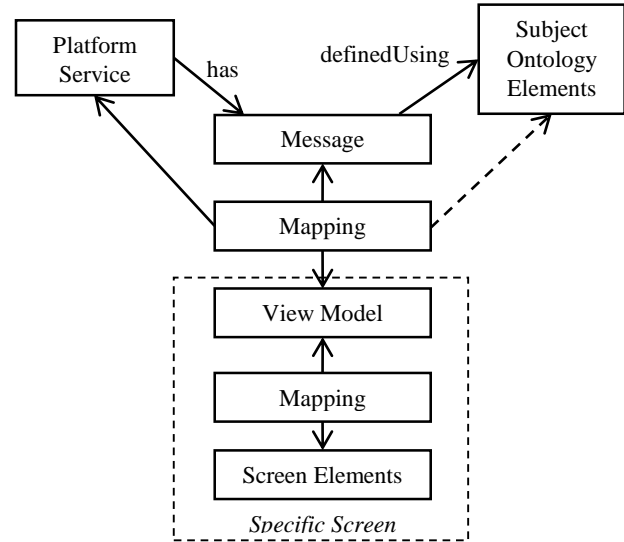 Platform
Service
has
definedUsing
Subject
Ontology
Elements
Message
Mapping
View Model
Mapping
Screen Elements
Specific Screen